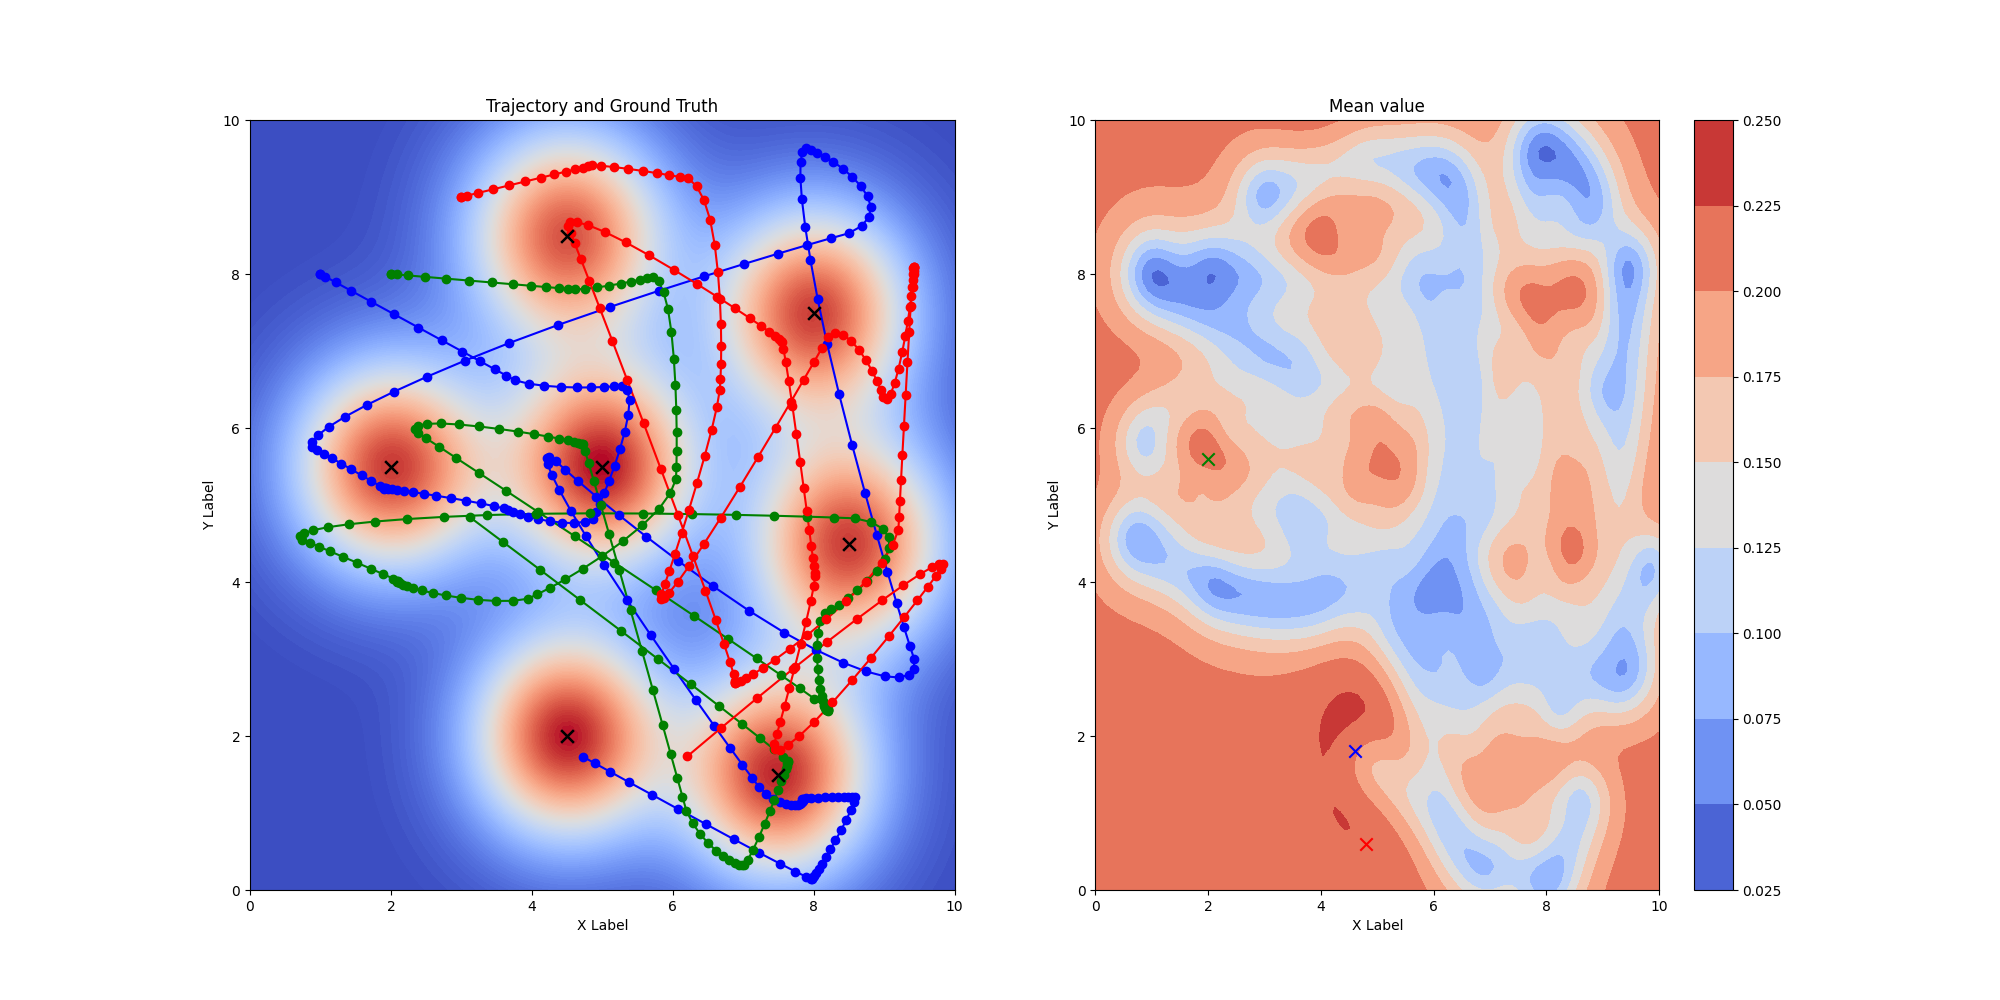 Trajectory and Ground Truth
10
8
6
4
2
0
Y Label
0 2 4 6 8 10
X Label
Mean value
10
8
6
4
2
0
Y Label
0 2 4 6 8 10
X Label
0.250
0.225
0.200
0.175
0.150
0.125
0.100
0.075
0.050
0.025